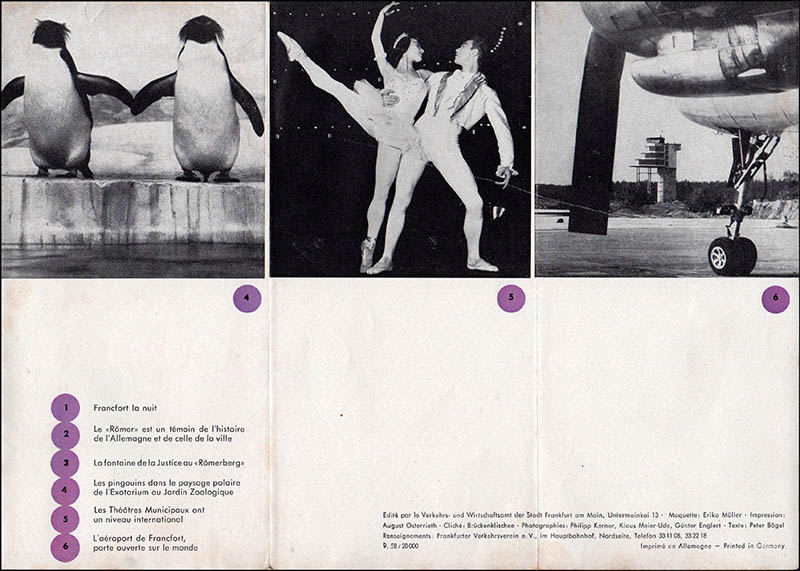 4
5
6
1 Francfort la nuit
2 Le «Römer» est un témoin de l'histoire
de l'Allemagne et de celle de la ville
3 La fontaine de la Justice au «Römerberg»
4 Les pingouins dans le paysage polaire
de l'Exotarium au Jardin Zoologique
5 Les Théâtres Municipaux ont
un niveau international
6 L'aéroport de Francfort,
porte ouverte sur le monde
Edité par le Verkehrs- und Wirtschaftsamt der Stadt Frankfurt am Main, Untermainkai 13 · Maquette: Erika Müller · Impression:
August Osterrieth · Cliché: Brückenklischee · Photographies: Philipp Kerner, Klaus Meier-Ude, Günter Englert · Texte: Peter Bögel
Renseignements: Frankfurter Verkehrsverein e. V., im Hauptbahnhof, Nordseite, Telefon 33 11 08, 33 22 18
9. 58 / 20 000
Imprimé en Allemagne — Printed in Germany